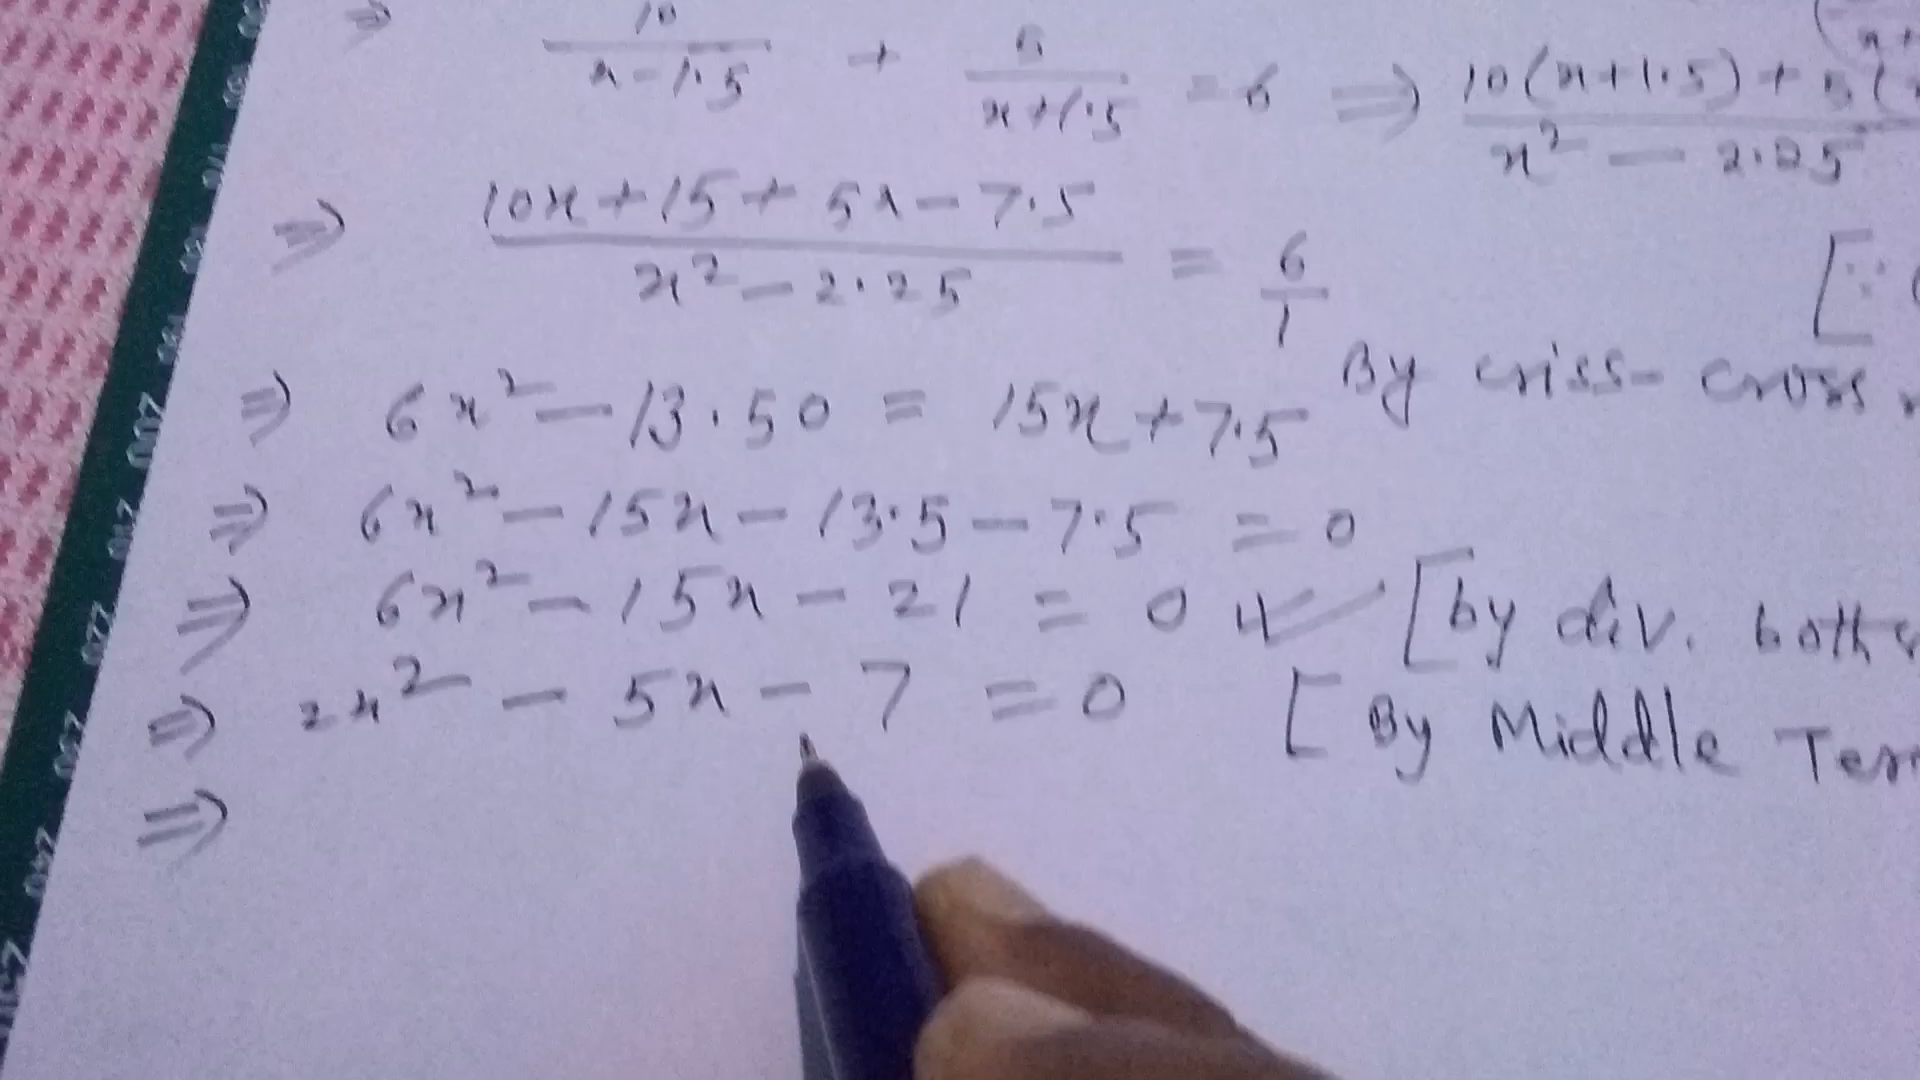 ⇒ 10/(x-1.5) + 5/(x+1.5) = 6 ⇒ 10(x+1.5)+5( / x² - 2.25
⇒ 10x+15+5x-7.5 / x²-2.25 = 6/1
By criss-cross
⇒ 6x² - 13.50 = 15x+7.5
⇒ 6x² - 15x - 13.5 - 7.5 = 0
⇒ 6x² - 15x - 21 = 0 [by div. both
⇒ 2x² - 5x - 7 = 0 [By Middle
⇒